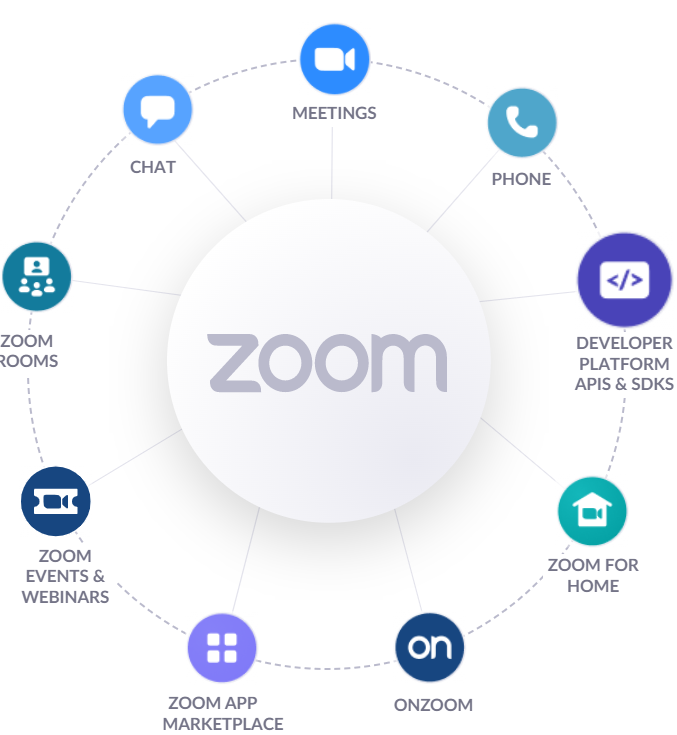 MEETINGS
CHAT
PHONE
ZOOM
ROOMS
zoom
</>
DEVELOPER
PLATFORM
APIS & SDKS
ZOOM
EVENTS &
WEBINARS
ZOOM FOR
HOME
ZOOM APP
MARKETPLACE
on
ONZOOM